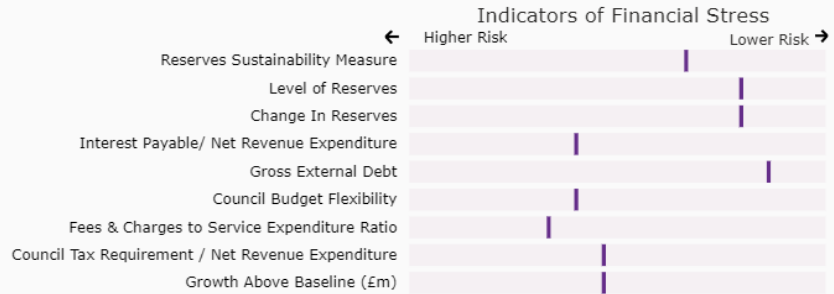 Indicators of Financial Stress
← Higher Risk Lower Risk →
Reserves Sustainability Measure
Level of Reserves
Change In Reserves
Interest Payable/ Net Revenue Expenditure
Gross External Debt
Council Budget Flexibility
Fees & Charges to Service Expenditure Ratio
Council Tax Requirement / Net Revenue Expenditure
Growth Above Baseline (£m)